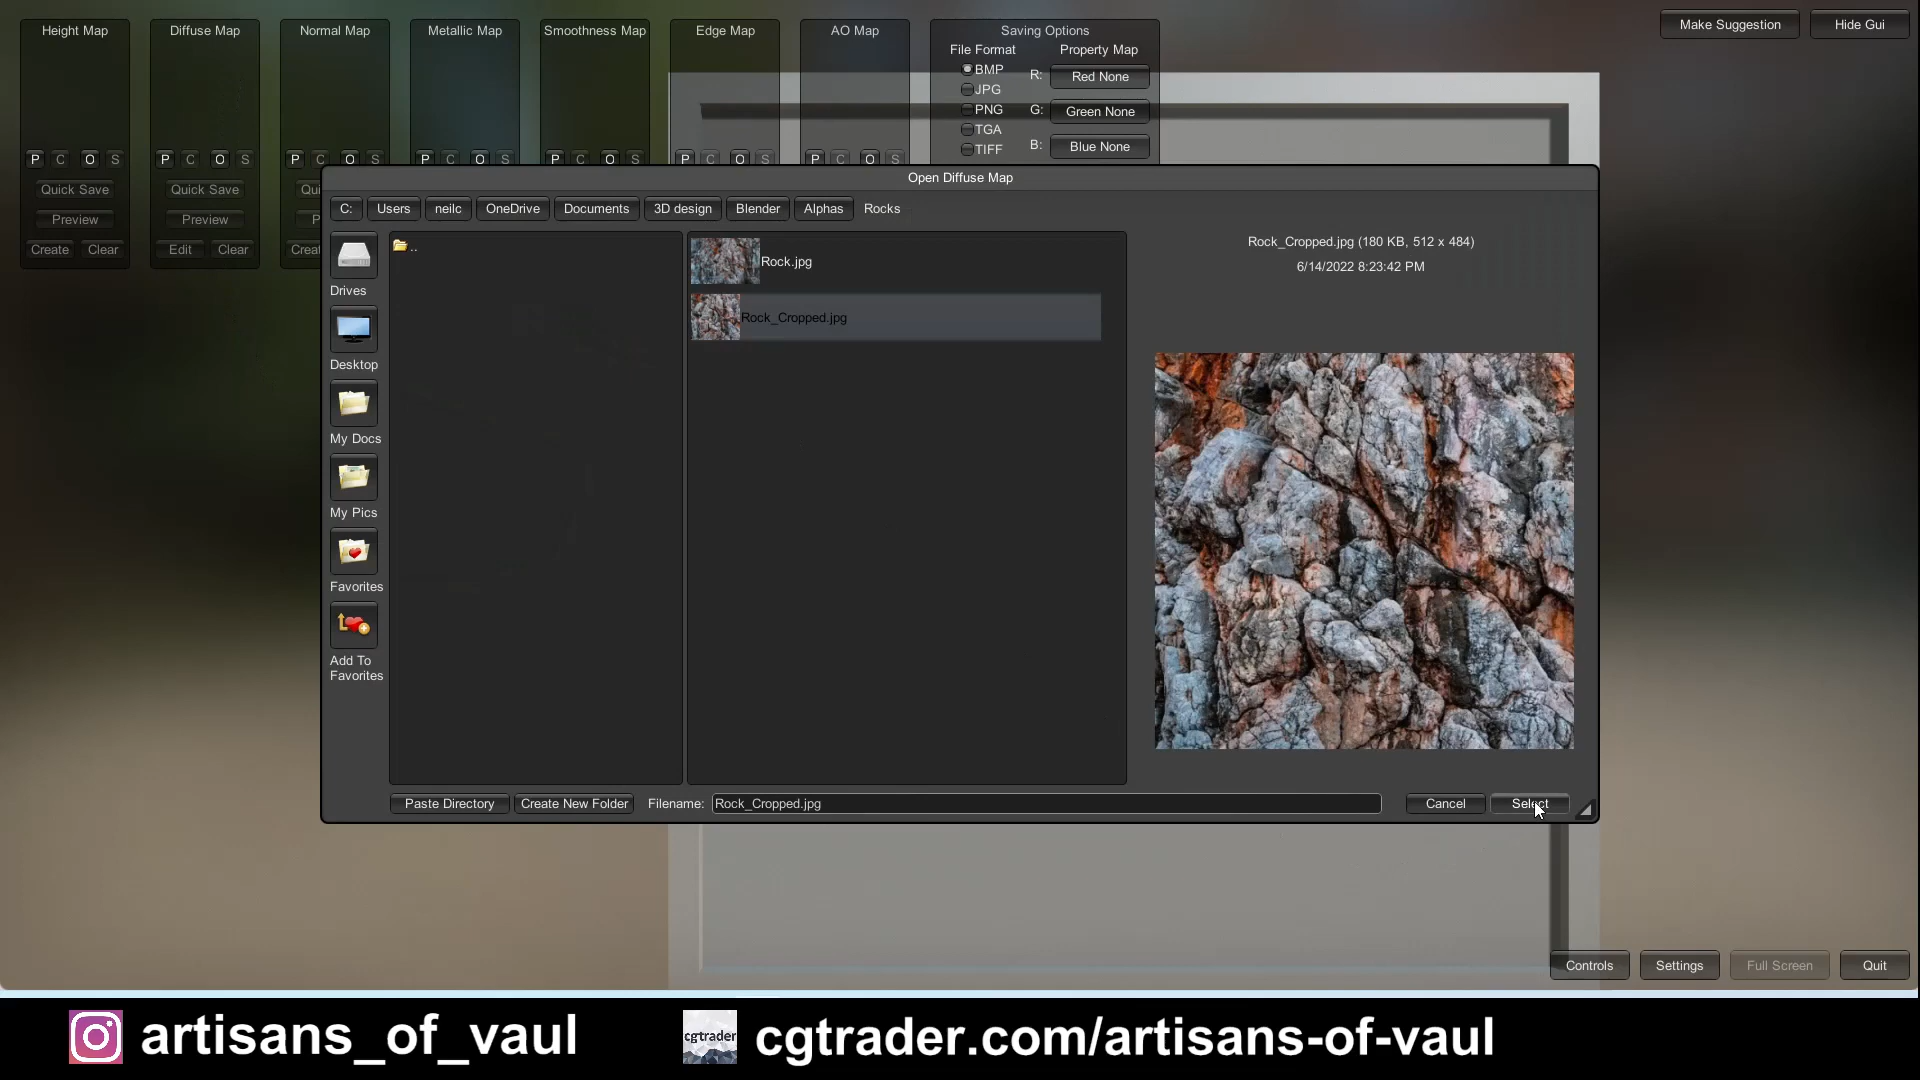 Height Map
Diffuse Map
Normal Map
Metallic Map
Smoothness Map
Edge Map
AO Map
Saving Options
Make Suggestion
Hide Gui
File Format
Property Map
BMP
JPG
PNG
TGA
TIFF
R: Red None
G: Green None
B: Blue None
P C O S
P C O S
P C O S
P C O S
P C O S
P C O S
P C O S
Quick Save
Quick Save
Preview
Preview
Create Clear
Edit Clear
Open Diffuse Map
C: Users neilc OneDrive Documents 3D design Blender Alphas Rocks
Drives
Desktop
My Docs
My Pics
Favorites
Add To
Favorites
..
Rock.jpg
Rock_Cropped.jpg
Rock_Cropped.jpg (180 KB, 512 x 484)
6/14/2022 8:23:42 PM
Paste Directory Create New Folder Filename: Rock_Cropped.jpg Cancel Select
Controls Settings Full Screen Quit
artisans_of_vaul
cgtrader
cgtrader.com/artisans-of-vaul